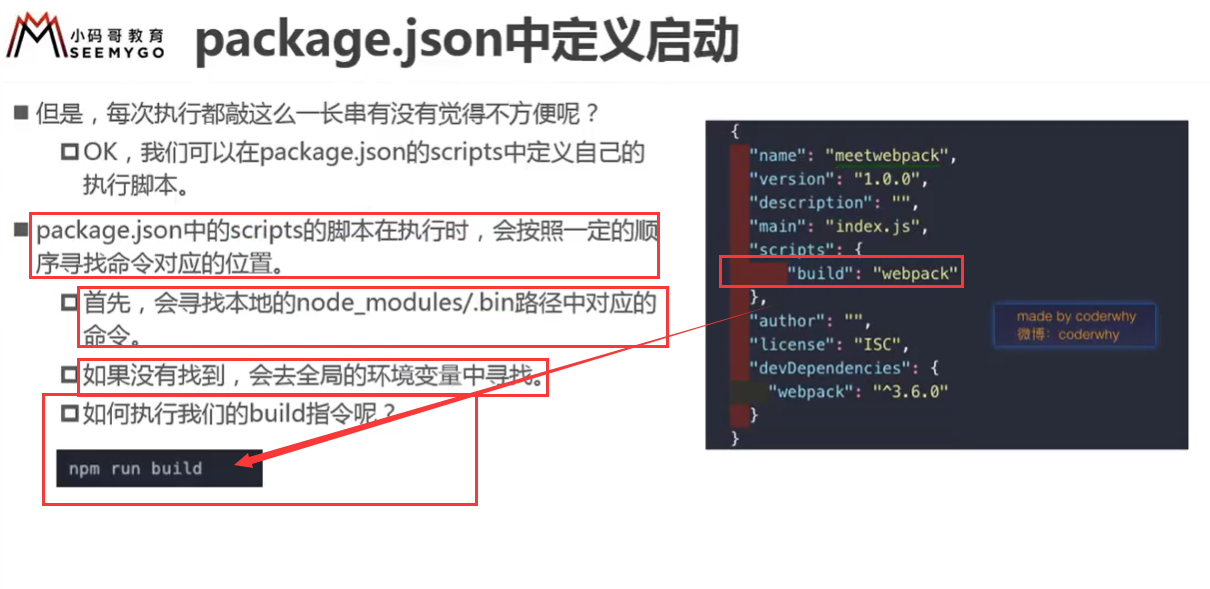 小码哥教育
SEEMYGO
package.json中定义启动
但是，每次执行都敲这么一长串有没有觉得不方便呢？
OK，我们可以在package.json的scripts中定义自己的
执行脚本。
package.json中的scripts的脚本在执行时，会按照一定的顺
序寻找命令对应的位置。
首先，会寻找本地的node_modules/.bin路径中对应的
命令。
如果没有找到，会去全局的环境变量中寻找。
如何执行我们的build指令呢？
npm run build
{
"name": "meetwebpack",
"version": "1.0.0",
"description": "",
"main": "index.js",
"scripts": {
"build": "webpack"
},
"author": "",
"license": "ISC",
"devDependencies": {
"webpack": "^3.6.0"
}
}
made by coderwhy
微博：coderwhy